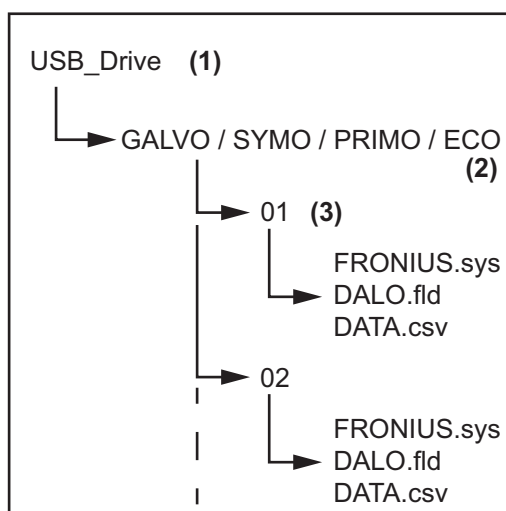 USB_Drive (1)
GALVO / SYMO / PRIMO / ECO
(2)
01 (3)
FRONIUS.sys
DALO.fld
DATA.csv
02
FRONIUS.sys
DALO.fld
DATA.csv